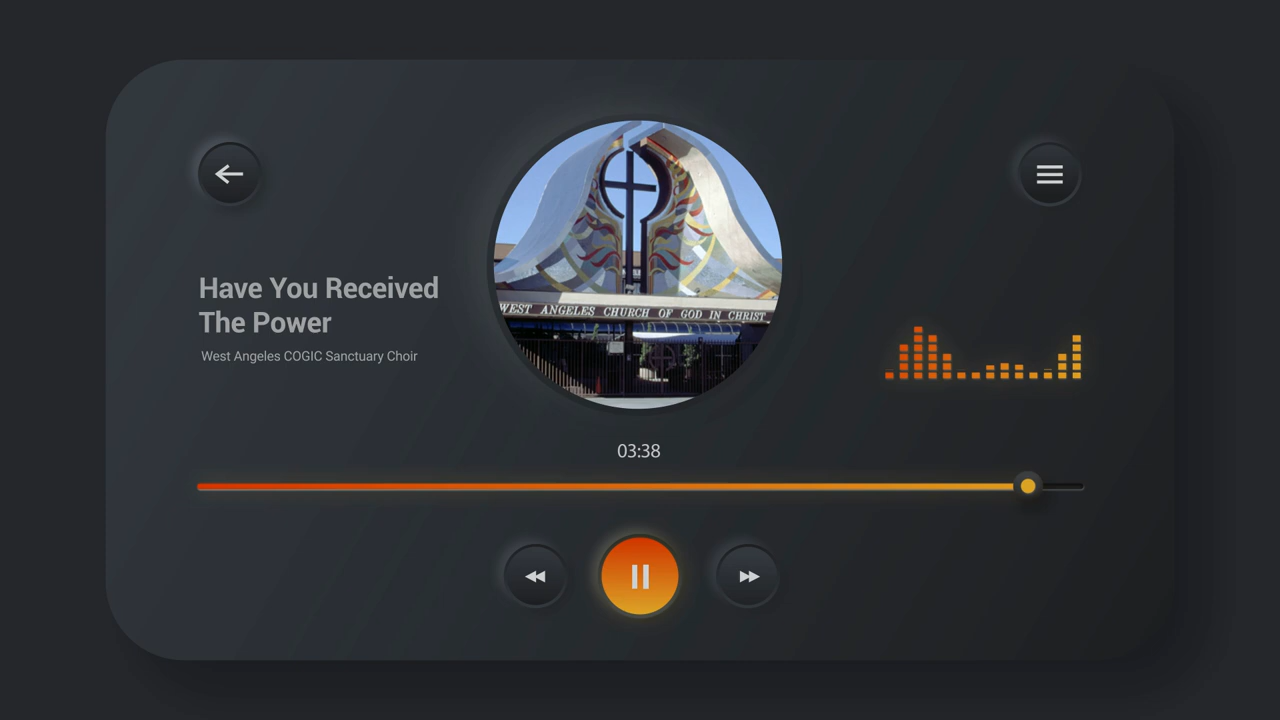 Have You Received
The Power
West Angeles COGIC Sanctuary Choir
WEST ANGELES CHURCH OF GOD IN CHRIST
03:38